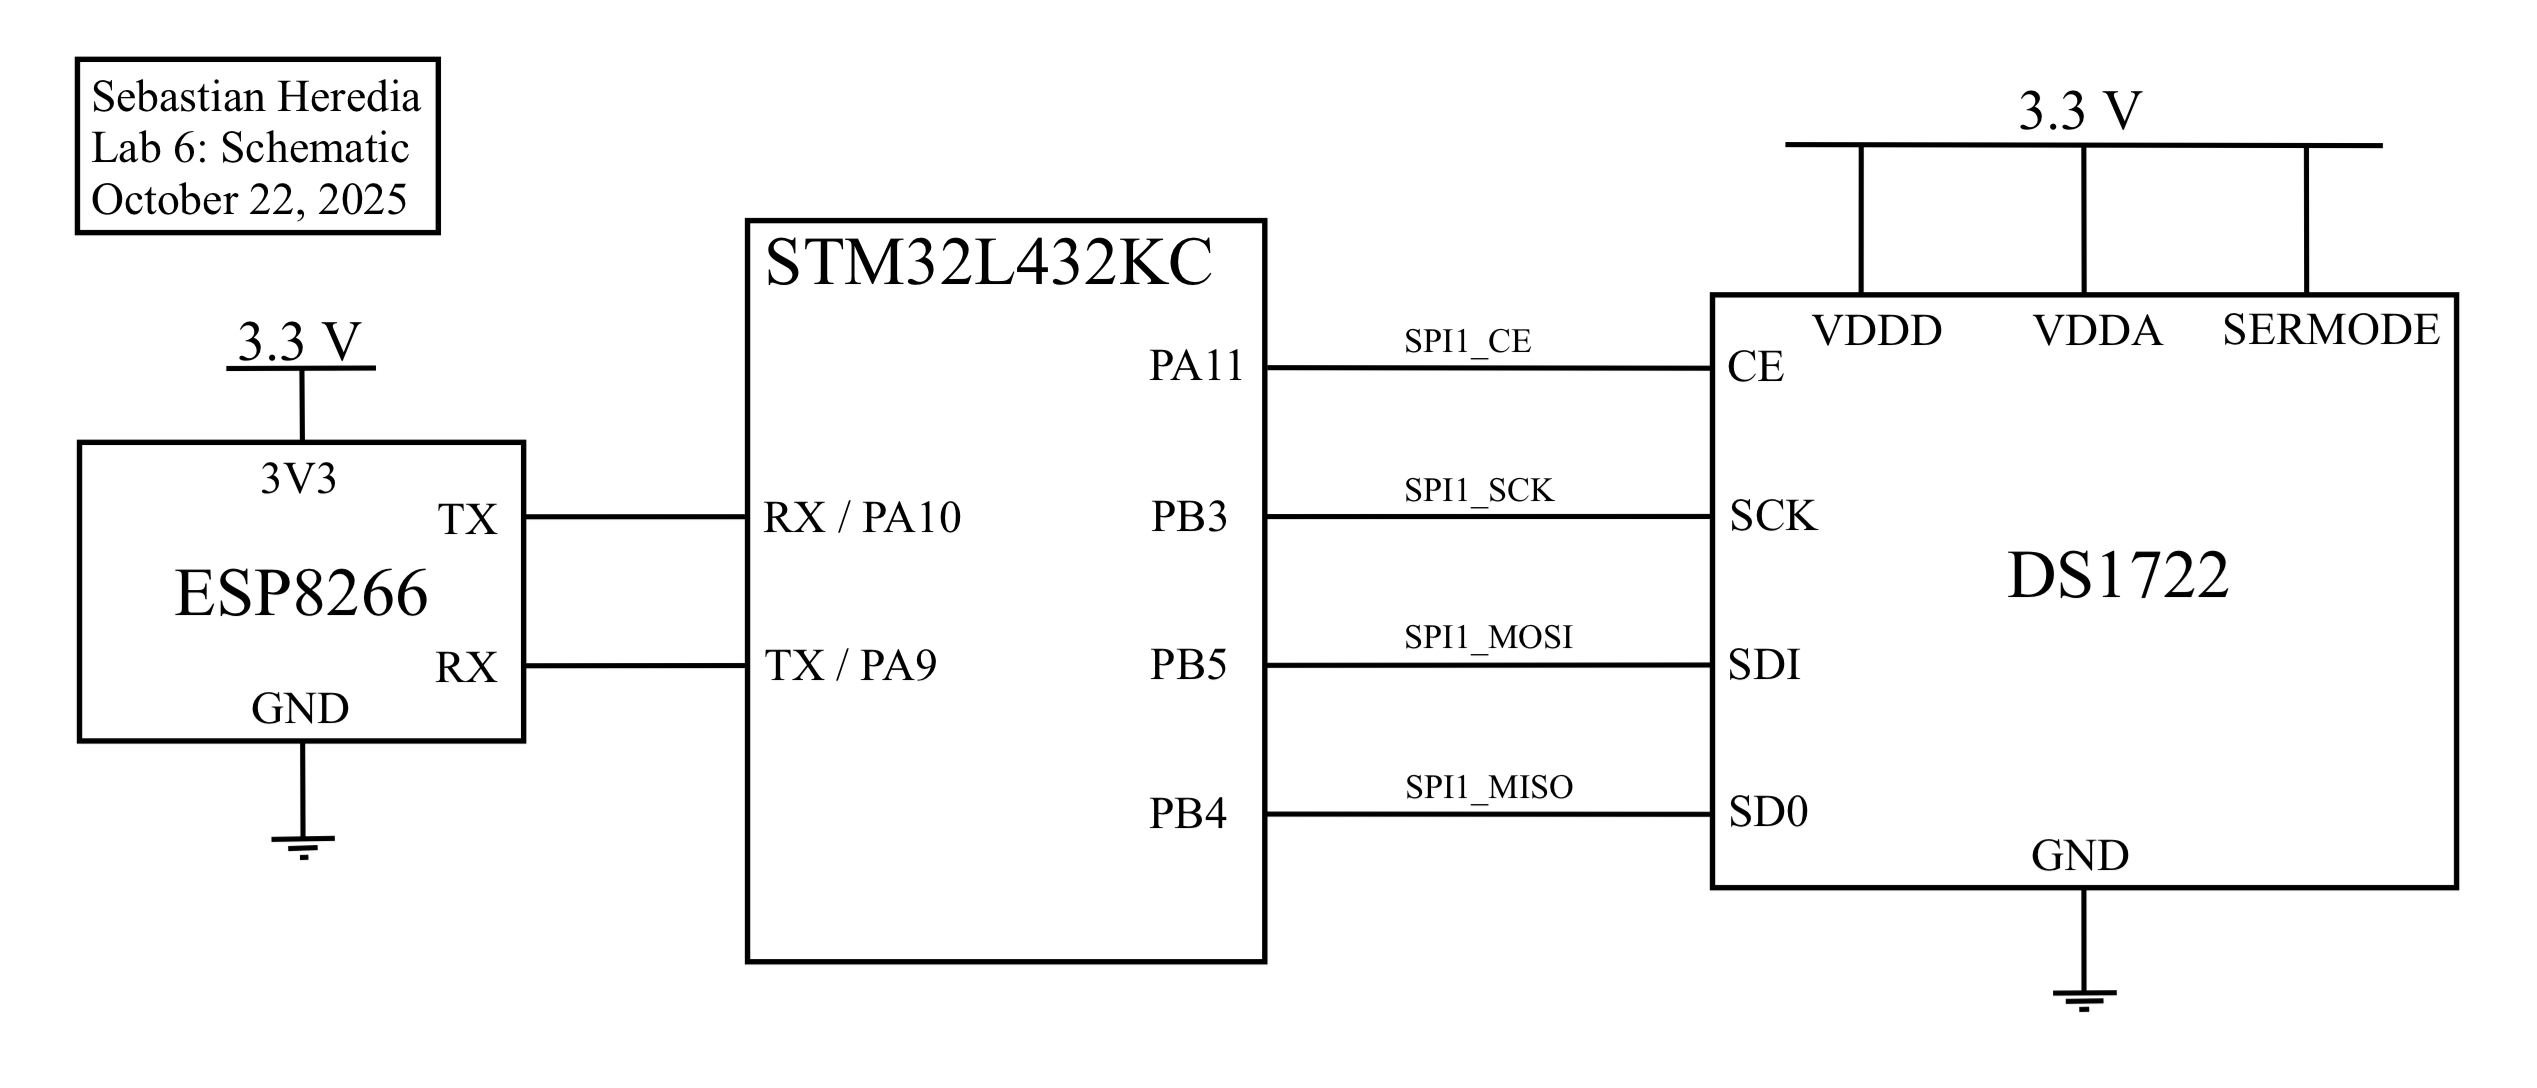 Sebastian Heredia
Lab 6: Schematic
October 22, 2025
3.3 V
3V3
TX
ESP8266
RX
GND
STM32L432KC
PA11
RX / PA10
PB3
TX / PA9
PB5
PB4
SPI1_CE
SPI1_SCK
SPI1_MOSI
SPI1_MISO
3.3 V
VDDD VDDA SERMODE
CE
SCK
DS1722
SDI
SD0
GND